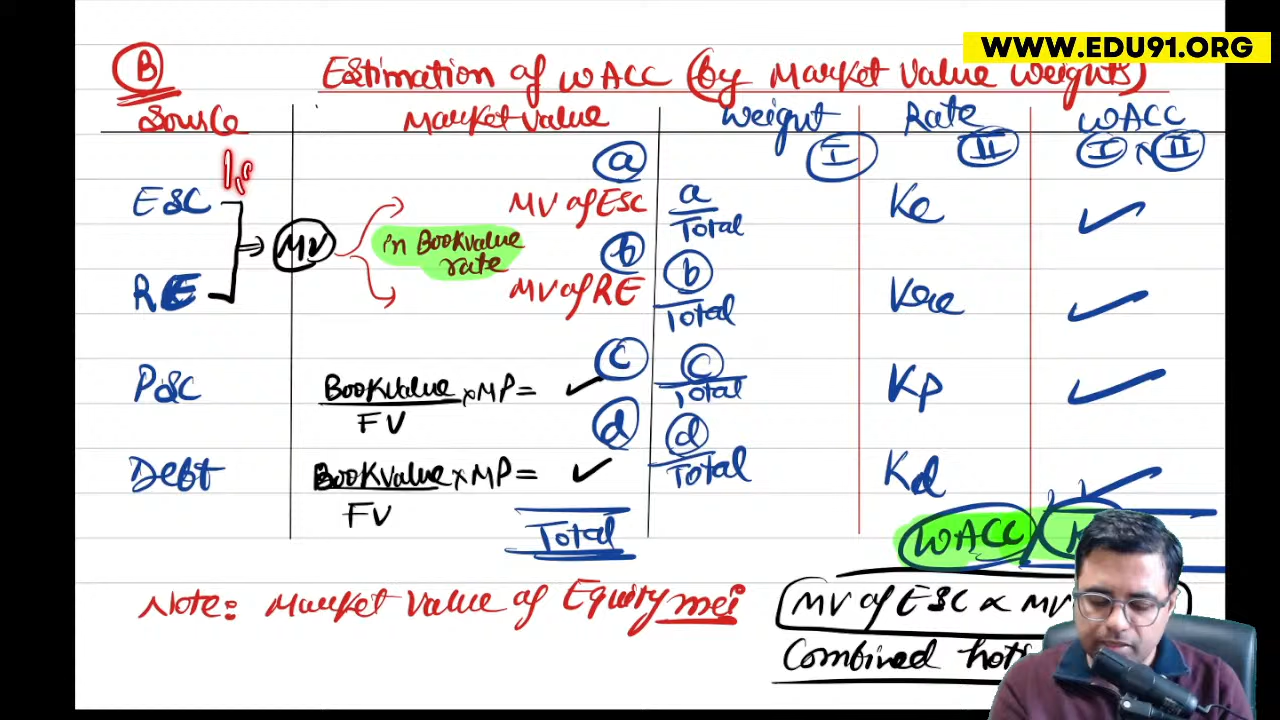 WWW.EDU91.ORG
B Estimation of WACC (by Market Value Weights)
Source Market Value Weight Rate WACC
a I II I × II
ESC MV of ESC a/Total Ke
MV in Book value rate b
RE MV of RE b/Total Kre
c
PSC Book value/FV × MP = c/Total Kp
d
Debt Book value/FV × MP = d/Total Kd
Total WACC
Note: Market Value of Equity mei MV of ESC & MV
Combined hoti